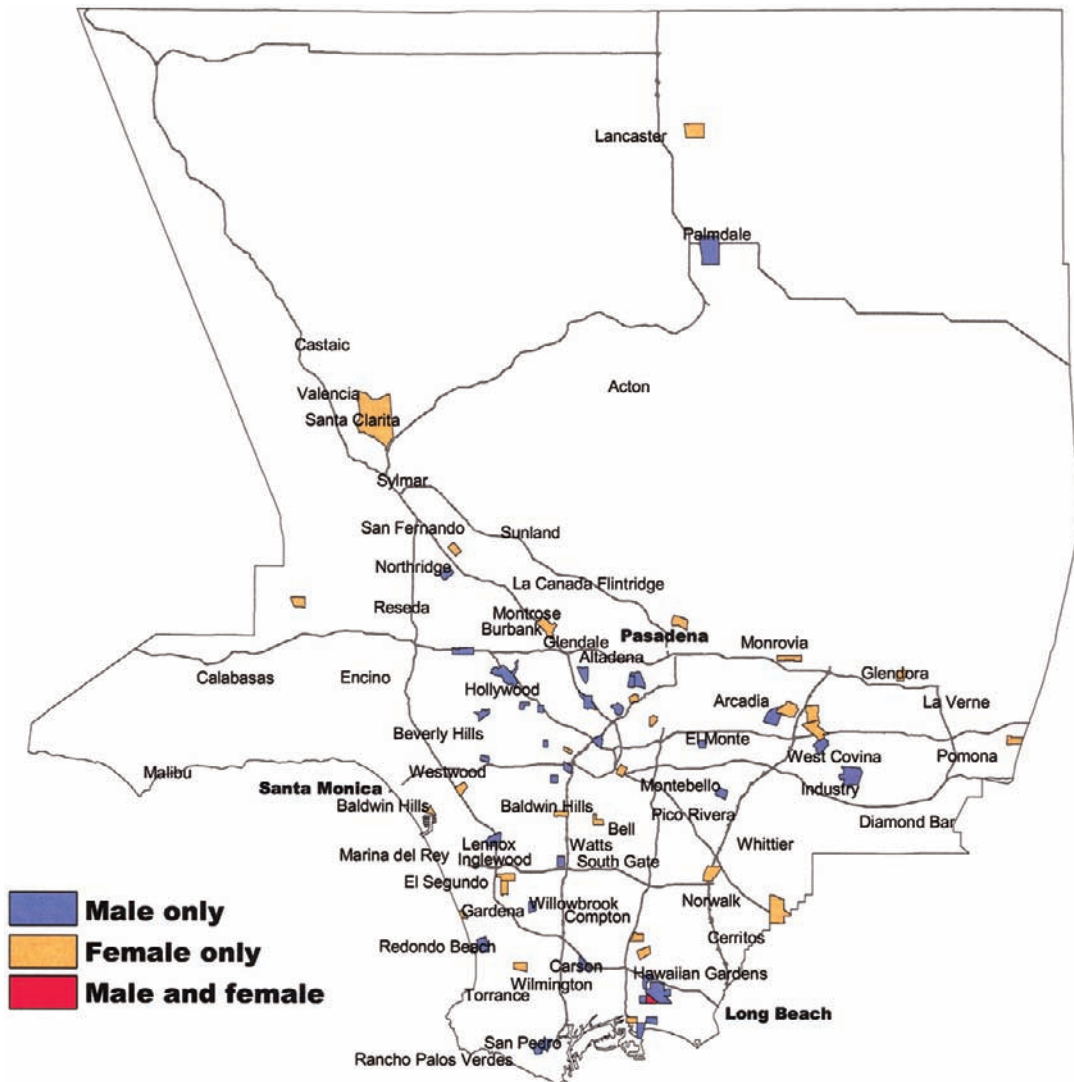 Lancaster
Palmdale
Castaic
Valencia
Acton
Santa Clarita
Sylmar
San Fernando
Sunland
Northridge
La Canada Flintridge
Reseda
Montrose
Burbank
Glendale
Pasadena
Monrovia
Altadena
Calabasas
Encino
Hollywood
Glendora
Arcadia
La Verne
Beverly Hills
El Monte
West Covina
Pomona
Malibu
Westwood
Santa Monica
Montebello
Industry
Baldwin Hills
Baldwin Hills
Pico Rivera
Diamond Bar
Bell
Marina del Rey
Lennox
Inglewood
Watts
South Gate
Whittier
El Segundo
Gardena
Willowbrook
Compton
Norwalk
Redondo Beach
Cerritos
Carson
Hawaiian Gardens
Wilmington
Torrance
Long Beach
San Pedro
Rancho Palos Verdes
Male only
Female only
Male and female